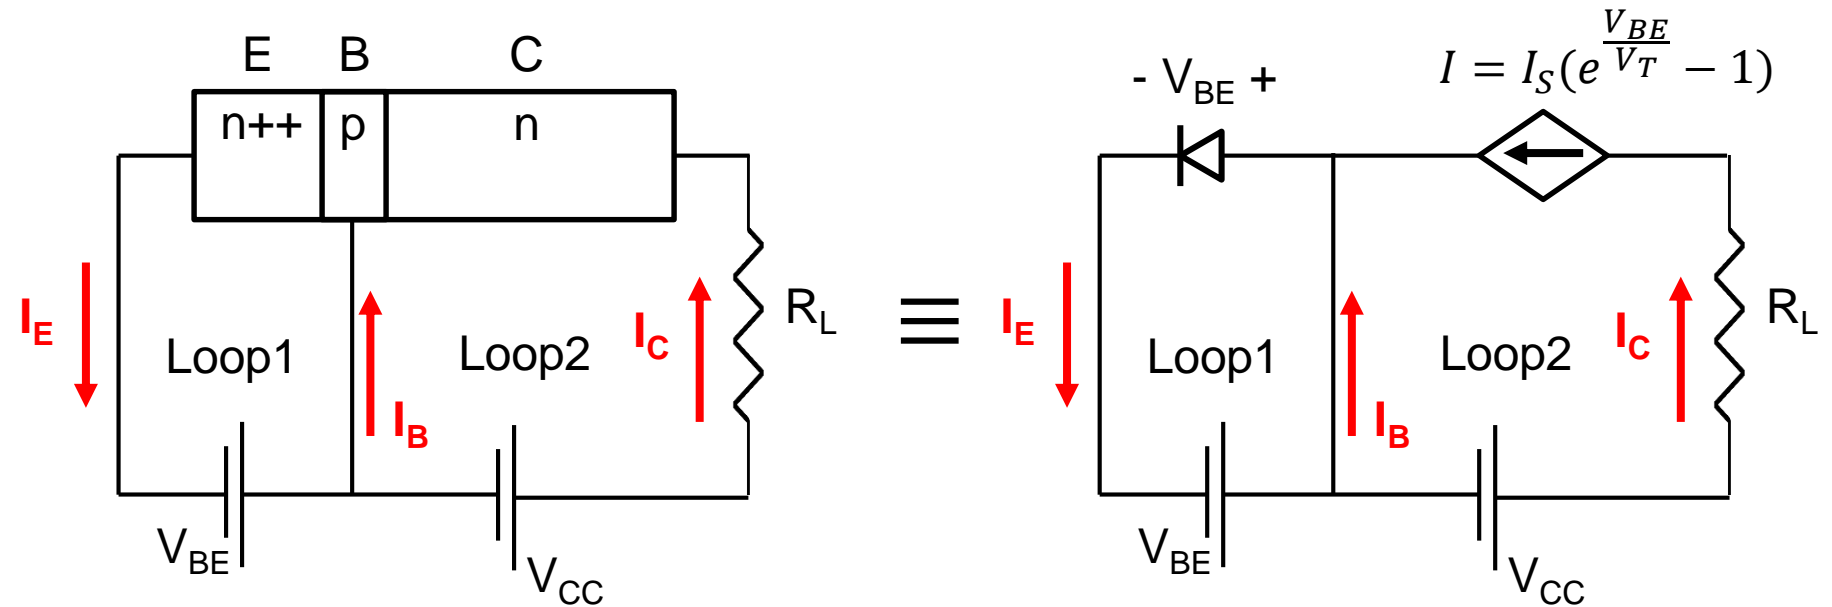 E B C
n++ p n
I_E
Loop1
I_B
Loop2
I_C
R_L
V_BE
V_CC
≡
- V_BE +
I = I_S(e^{V_BE/V_T} − 1)
I_E
Loop1
I_B
Loop2
I_C
R_L
V_BE
V_CC